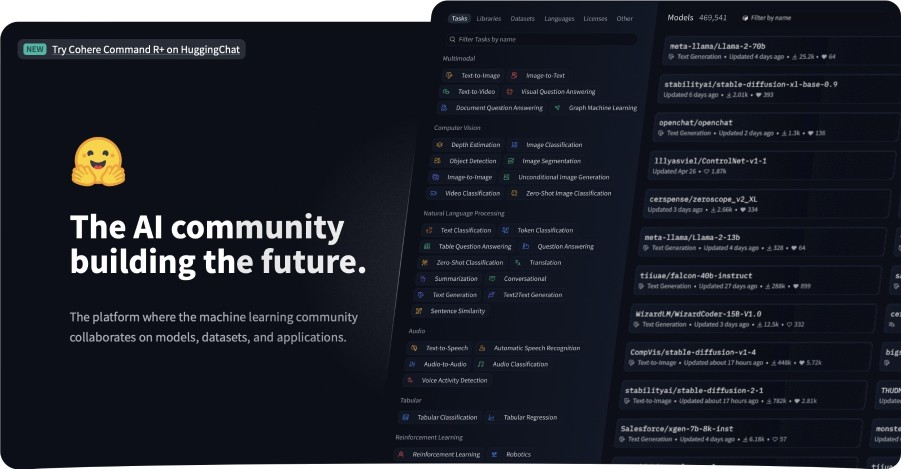 NEW Try Cohere Command R+ on HuggingChat
The AI community
building the future.
The platform where the machine learning community
collaborates on models, datasets, and applications.
Tasks Libraries Datasets Languages Licenses Other
Filter Tasks by name
Multimodal
Text-to-Image Image-to-Text
Text-to-Video Visual Question Answering
Document Question Answering Graph Machine Learning
Computer Vision
Depth Estimation Image Classification
Object Detection Image Segmentation
Image-to-Image Unconditional Image Generation
Video Classification Zero-Shot Image Classification
Natural Language Processing
Text Classification Token Classification
Table Question Answering Question Answering
Zero-Shot Classification Translation
Summarization Conversational
Text Generation Text2Text Generation
Sentence Similarity
Audio
Text-to-Speech Automatic Speech Recognition
Audio-to-Audio Audio Classification
Voice Activity Detection
Tabular
Tabular Classification Tabular Regression
Reinforcement Learning
Reinforcement Learning Robotics
Models 469,541 Filter by name
meta-llama/Llama-2-70b
Text Generation • Updated 4 days ago • 25.2k • 64
stabilityai/stable-diffusion-xl-base-0.9
Updated 6 days ago • 2.01k • 393
openchat/openchat
Text Generation • Updated 2 days ago • 1.3k • 136
lllyasviel/ControlNet-v1-1
Updated Apr 26 • 1.87k
cerspense/zeroscope_v2_XL
Updated 3 days ago • 2.66k • 334
meta-llama/Llama-2-13b
Text Generation • Updated 4 days ago • 328 • 64
tiiuae/falcon-40b-instruct
Text Generation • Updated 27 days ago • 288k • 899
WizardLM/WizardCoder-15B-V1.0
Text Generation • Updated 3 days ago • 12.5k • 332
CompVis/stable-diffusion-v1-4
Text-to-Image • Updated about 17 hours ago • 448k • 5.72k
stabilityai/stable-diffusion-2-1
Text-to-Image • Updated about 17 hours ago • 782k • 2.81k
Salesforce/xgen-7b-8k-inst
Text Generation • Updated 4 days ago • 6.18k • 57